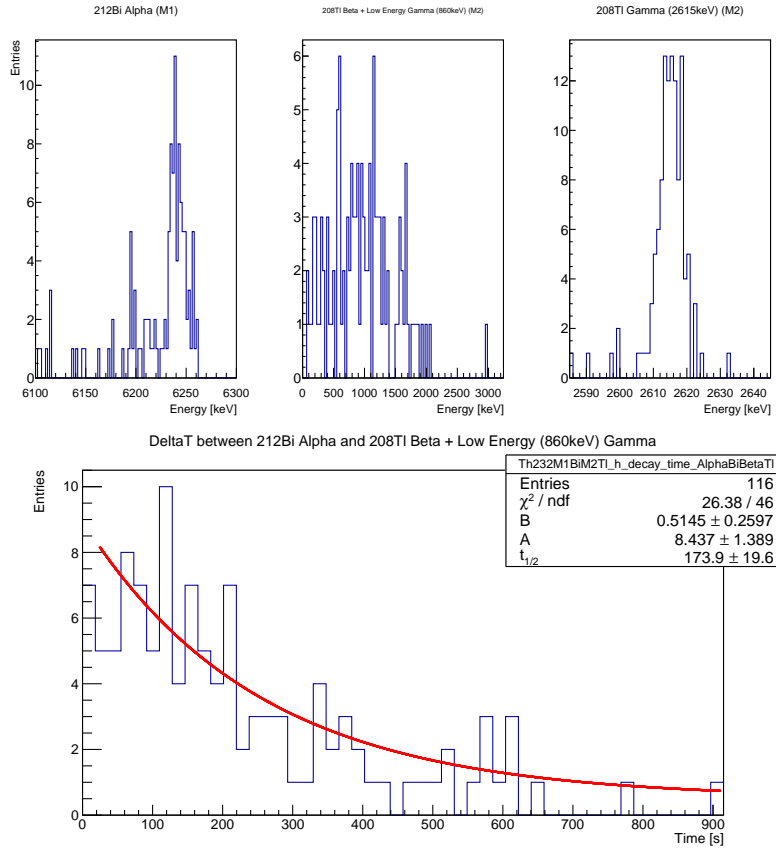 212Bi Alpha (M1)
208Tl Beta + Low Energy Gamma (860keV) (M2)
208Tl Gamma (2615keV) (M2)
Entries
10
8
6
4
2
0
6100 6150 6200 6250 6300
Energy [keV]
6
5
4
3
2
1
0
0 500 1000 1500 2000 2500 3000
Energy [keV]
12
10
8
6
4
2
0
2590 2600 2610 2620 2630 2640
Energy [keV]
DeltaT between 212Bi Alpha and 208Tl Beta + Low Energy (860keV) Gamma
Th232M1BiM2Tl_h_decay_time_AlphaBiBetaTl
Entries 116
χ² / ndf 26.38 / 46
B 0.5145 ± 0.2597
A 8.437 ± 1.389
t1/2 173.9 ± 19.6
Entries
10
8
6
4
2
0
0 100 200 300 400 500 600 700 800 900
Time [s]